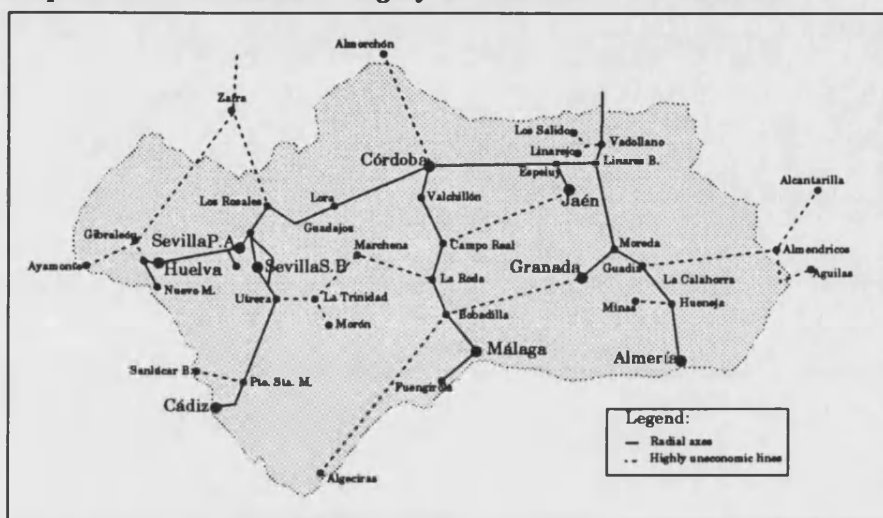 Almorchón
Zafra
Los Salido
Vadollano
Linarejo
Córdoba
Linares B.
Espeluy
Alcantarilla
Jaén
Los Rosales
Lora
Valchillón
Guadajoz
Gibraleón
SevillaP.A
Marchena
Campo Real
Moreda
Almendricos
Ayamonte
Huelva
SevillaS.B
Granada
Guadix
Aguilas
La Roda
La Calahorra
Nuevo M.
Utrera
La Trinidad
Minas
Hueneja
Bobadilla
Morón
Málaga
Almería
Sanlúcar B.
Pto. Sta. M.
Fuengirola
Cádiz
Legend:
Radial axes
Highly uneconomic lines
Algeciras